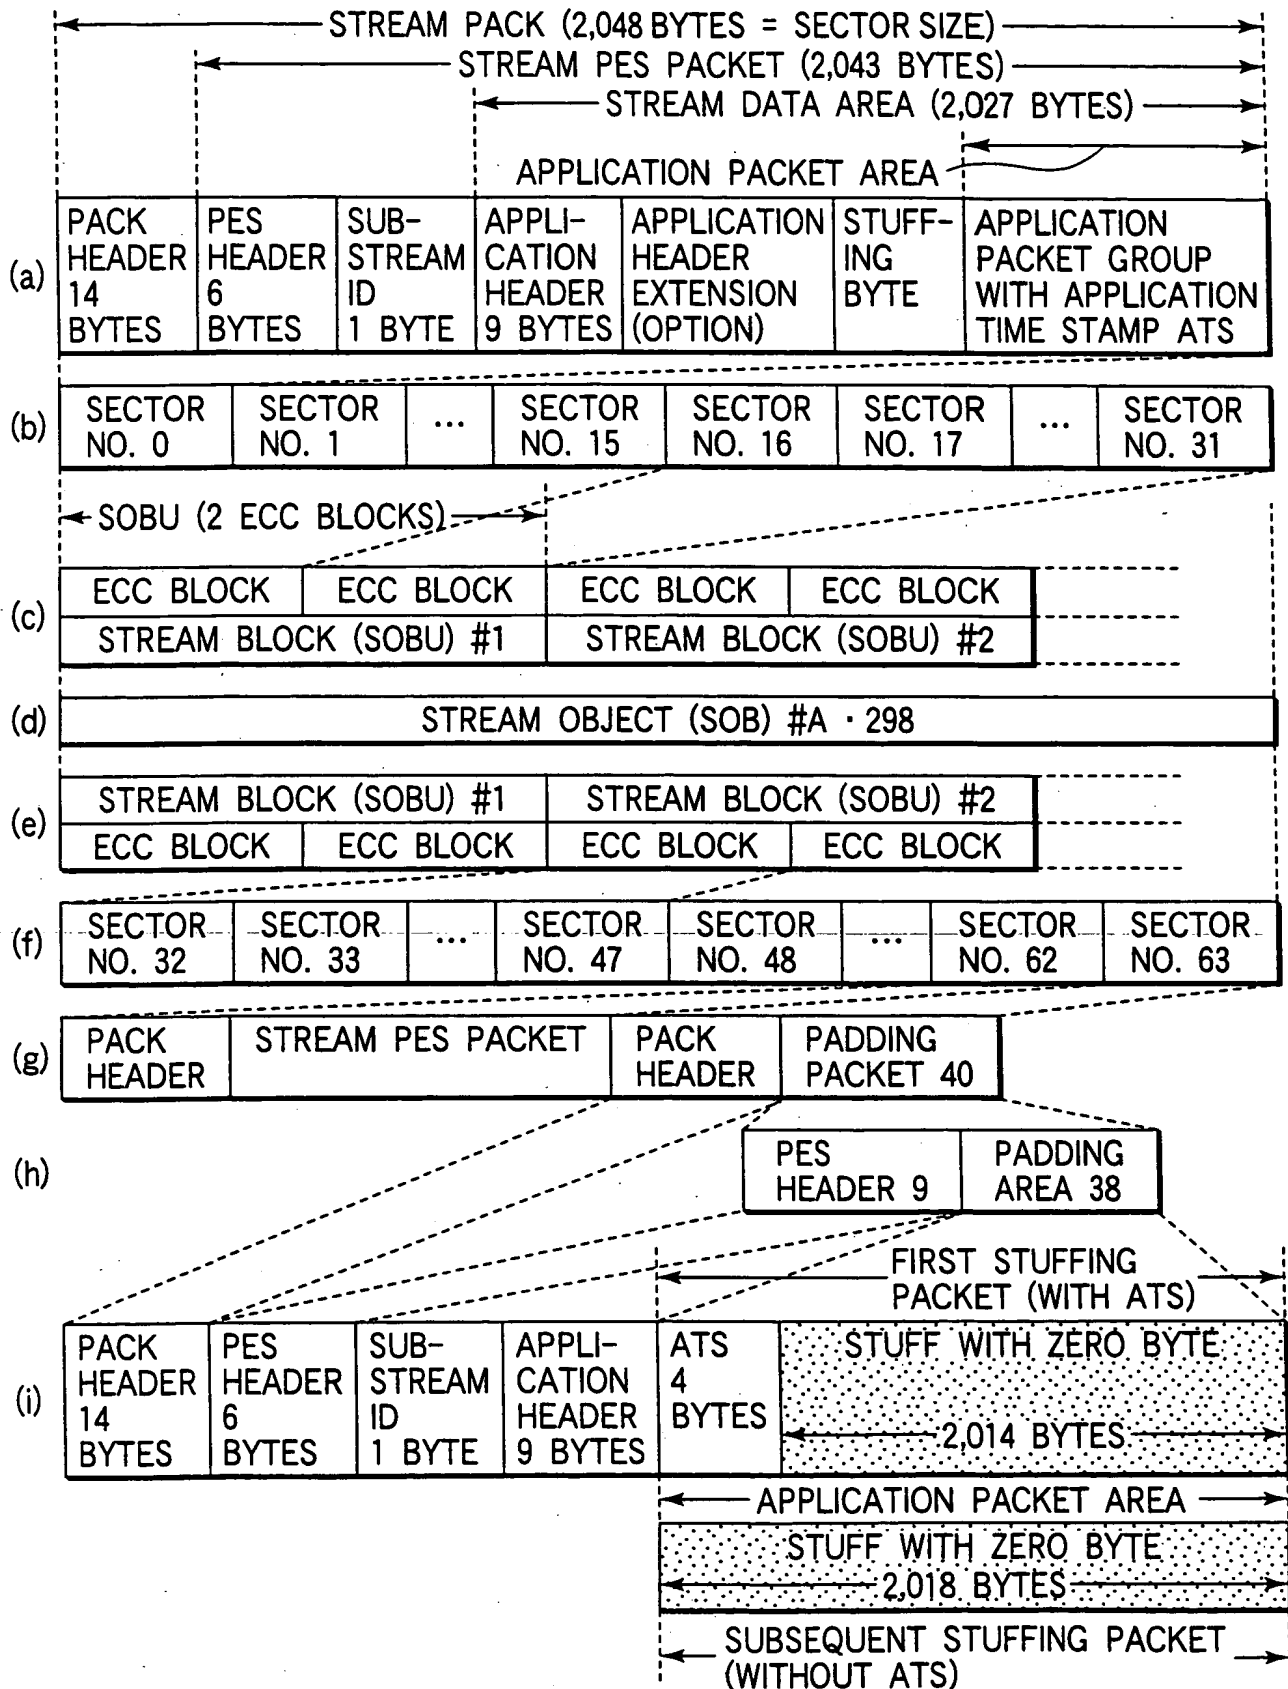 STREAM PACK (2,048 BYTES = SECTOR SIZE)
STREAM PES PACKET (2,043 BYTES)
STREAM DATA AREA (2,027 BYTES)
APPLICATION PACKET AREA
(a)
PACK
HEADER
14
BYTES
PES
HEADER
6
BYTES
SUB-
STREAM
ID
1 BYTE
APPLI-
CATION
HEADER
9 BYTES
APPLICATION
HEADER
EXTENSION
(OPTION)
STUFF-
ING
BYTE
APPLICATION
PACKET GROUP
WITH APPLICATION
TIME STAMP ATS
(b)
SECTOR
NO. 0
SECTOR
NO. 1
...
SECTOR
NO. 15
SECTOR
NO. 16
SECTOR
NO. 17
...
SECTOR
NO. 31
SOBU (2 ECC BLOCKS)
(c)
ECC BLOCK
ECC BLOCK
ECC BLOCK
ECC BLOCK
STREAM BLOCK (SOBU) #1
STREAM BLOCK (SOBU) #2
(d)
STREAM OBJECT (SOB) #A · 298
(e)
STREAM BLOCK (SOBU) #1
STREAM BLOCK (SOBU) #2
ECC BLOCK
ECC BLOCK
ECC BLOCK
ECC BLOCK
(f)
SECTOR
NO. 32
SECTOR
NO. 33
...
SECTOR
NO. 47
SECTOR
NO. 48
...
SECTOR
NO. 62
SECTOR
NO. 63
(g)
PACK
HEADER
STREAM PES PACKET
PACK
HEADER
PADDING
PACKET 40
(h)
PES
HEADER 9
PADDING
AREA 38
FIRST STUFFING
PACKET (WITH ATS)
(i)
PACK
HEADER
14
BYTES
PES
HEADER
6
BYTES
SUB-
STREAM
ID
1 BYTE
APPLI-
CATION
HEADER
9 BYTES
ATS
4
BYTES
STUFF WITH ZERO BYTE
2,014 BYTES
APPLICATION PACKET AREA
STUFF WITH ZERO BYTE
2,018 BYTES
SUBSEQUENT STUFFING PACKET
(WITHOUT ATS)